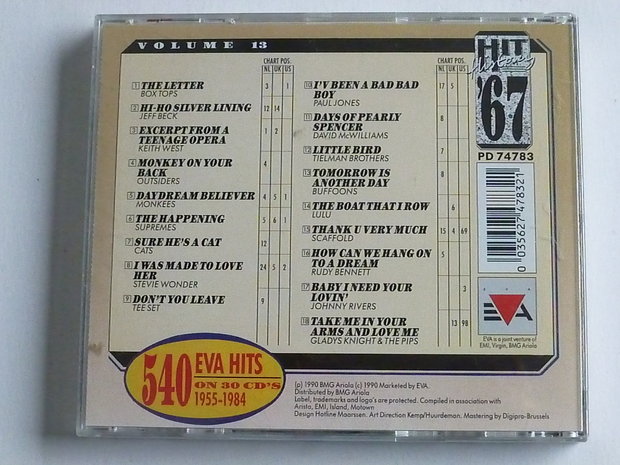 VOLUME 13
CHART POS:
NL UK US
1 THE LETTER 3 1
BOX TOPS
2 HI-HO SILVER LINING 12 14
JEFF BECK
3 EXCERPT FROM A 1 2
TEENAGE OPERA
KEITH WEST
4 MONKEY ON YOUR 4
BACK
OUTSIDERS
5 DAYDREAM BELIEVER 4 5 1
MONKEES
6 THE HAPPENING 5 6 1
SUPREMES
7 SURE HE'S A CAT 12
CATS
8 I WAS MADE TO LOVE 24 5 2
HER
STEVIE WONDER
9 DON'T YOU LEAVE 9
TEE SET
CHART POS:
NL UK US
10 I'V BEEN A BAD BAD 17 5
BOY
PAUL JONES
11 DAYS OF PEARLY 8
SPENCER
DAVID McWILLIAMS
12 LITTLE BIRD 7
TIELMAN BROTHERS
13 TOMORROW IS 8
ANOTHER DAY
BUFFOONS
14 THE BOAT THAT I ROW 6
LULU
15 THANK U VERY MUCH 15 4 69
SCAFFOLD
16 HOW CAN WE HANG ON 5
TO A DREAM
RUDY BENNETT
17 BABY I NEED YOUR 3
LOVIN'
JOHNNY RIVERS
18 TAKE ME IN YOUR 13 98
ARMS AND LOVE ME
GLADYS KNIGHT & THE PIPS
HIT
History
'67
PD 74783
0 035627 478321
EVA
EVA is a joint venture of
EMI, Virgin, BMG Ariola
540 EVA HITS
ON 30 CD'S
1955-1984
(p) 1990 BMG Ariola (c) 1990 Marketed by EVA.
Distributed by BMG Ariola
Label, trademarks and logo's are protected. Compiled in association with
Ariola, EMI, Island, Motown
Design Hotline Maarssen. Art Direction Kemp/Huurdeman. Mastering by Digipro-Brussels